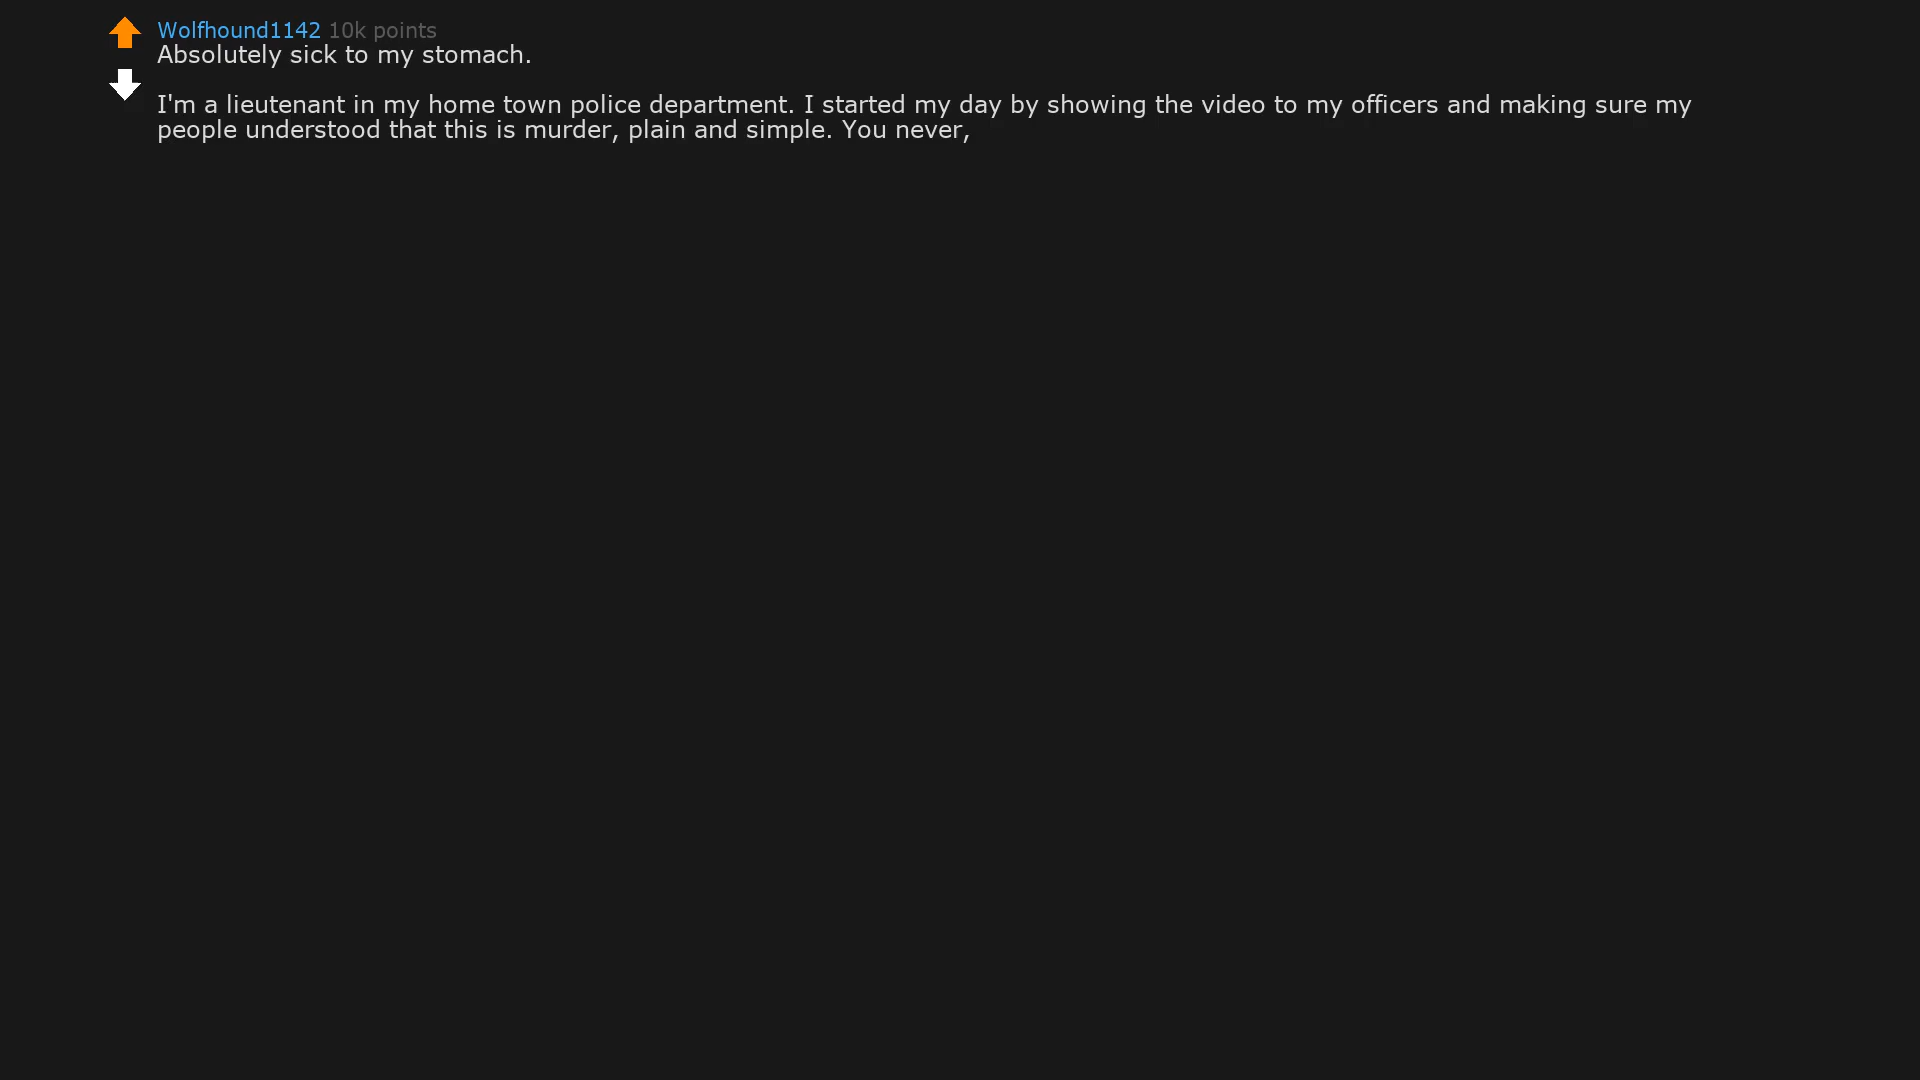 Wolfhound1142 10k points
Absolutely sick to my stomach.
I'm a lieutenant in my home town police department. I started my day by showing the video to my officers and making sure my
people understood that this is murder, plain and simple. You never,